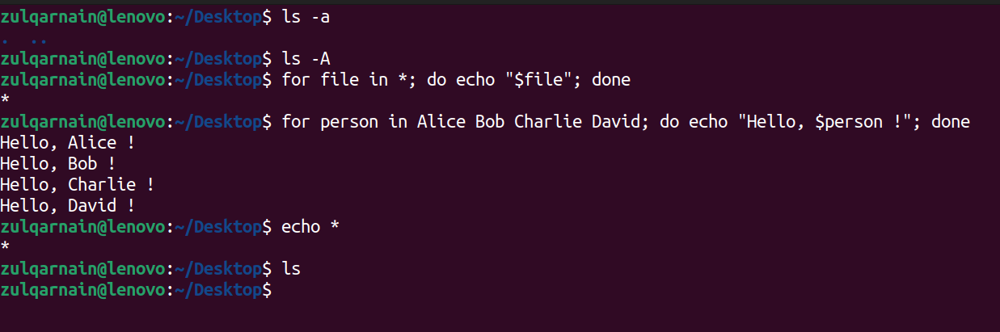 zulqarnain@lenovo:~/Desktop$ ls -a
.  ..
zulqarnain@lenovo:~/Desktop$ ls -A
zulqarnain@lenovo:~/Desktop$ for file in *; do echo "$file"; done
*
zulqarnain@lenovo:~/Desktop$ for person in Alice Bob Charlie David; do echo "Hello, $person !"; done
Hello, Alice !
Hello, Bob !
Hello, Charlie !
Hello, David !
zulqarnain@lenovo:~/Desktop$ echo *
*
zulqarnain@lenovo:~/Desktop$ ls
zulqarnain@lenovo:~/Desktop$